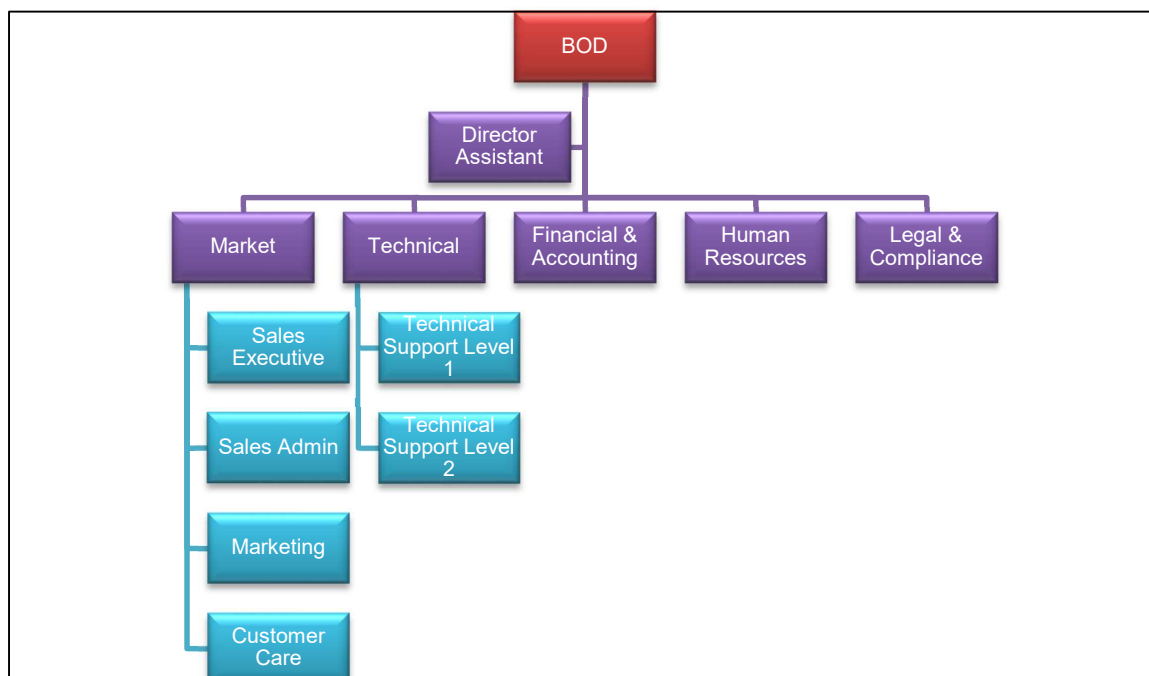 BOD
Director
Assistant
Market
Technical
Financial &
Accounting
Human
Resources
Legal &
Compliance
Sales
Executive
Technical
Support Level
1
Sales Admin
Technical
Support Level
2
Marketing
Customer
Care